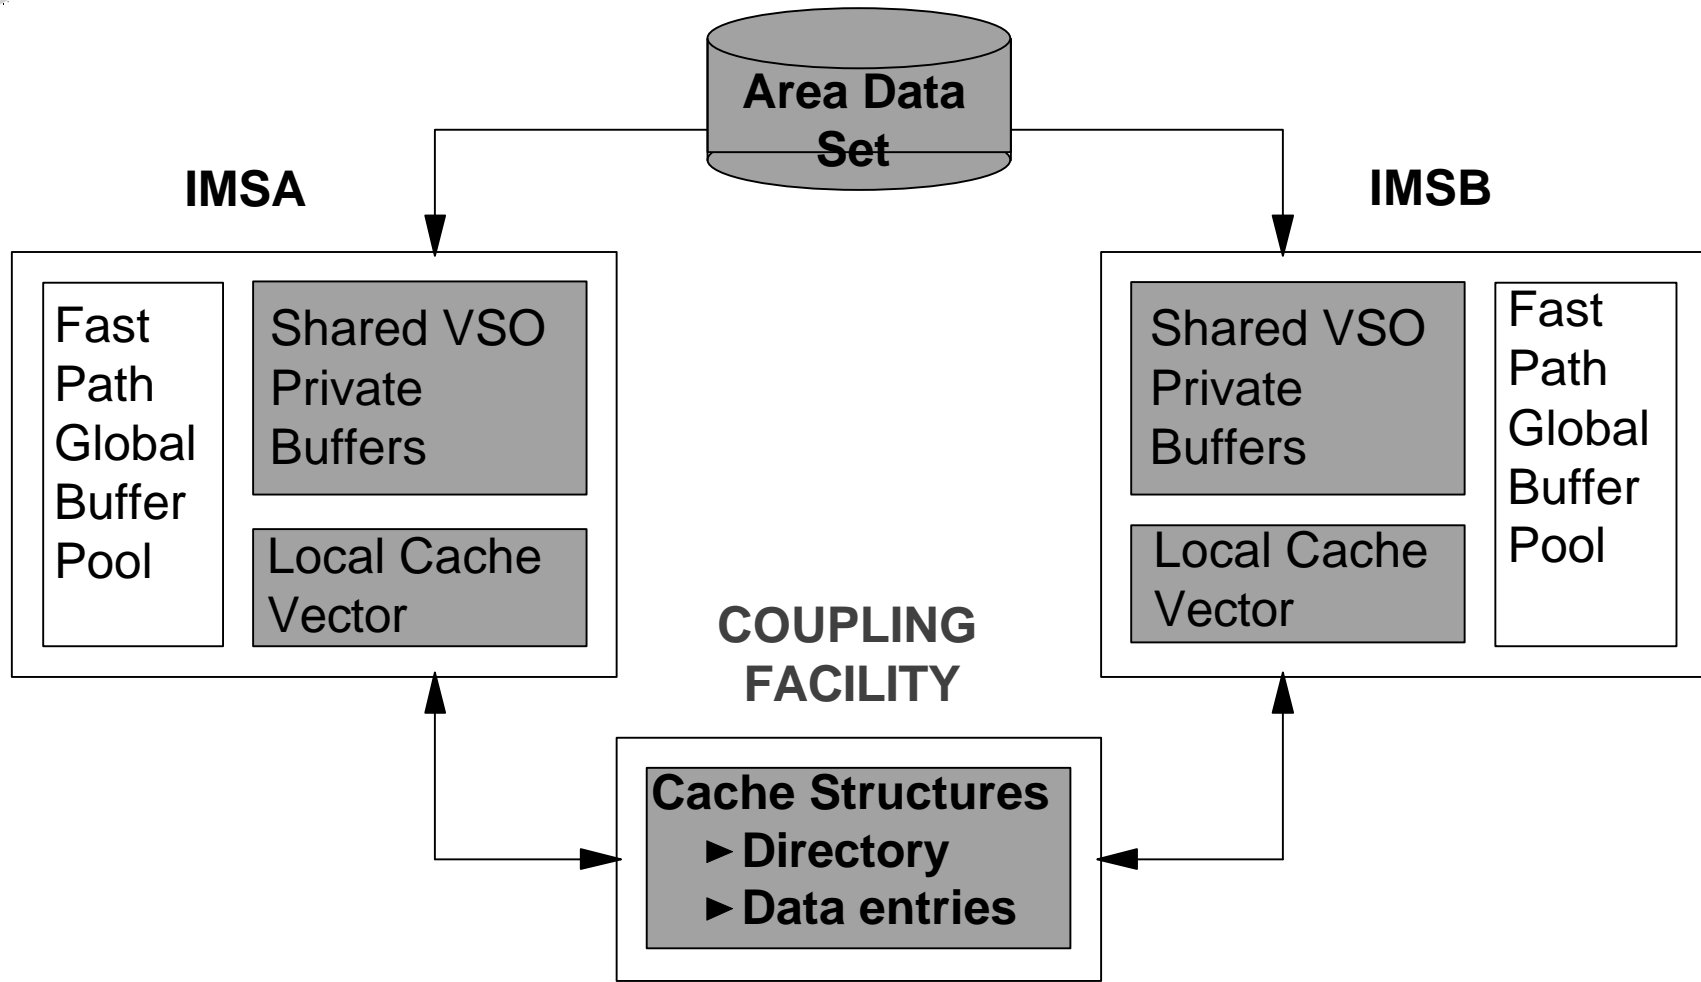 Area Data
Set
IMSA
IMSB
Fast
Path
Global
Buffer
Pool
Shared VSO
Private
Buffers
Local Cache
Vector
Shared VSO
Private
Buffers
Local Cache
Vector
Fast
Path
Global
Buffer
Pool
COUPLING
FACILITY
Cache Structures
► Directory
► Data entries